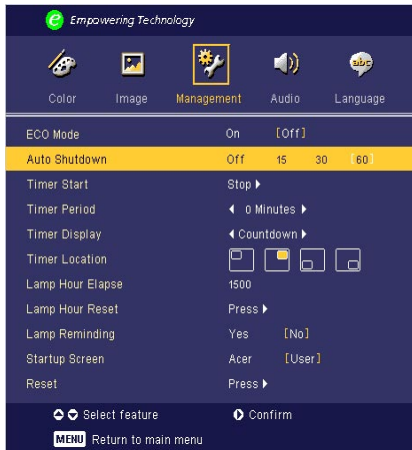 e Empowering Technology
abc
Color Image Management Audio Language
ECO Mode On [Off]
Auto Shutdown Off 15 30 [60]
Timer Start Stop
Timer Period 0 Minutes
Timer Display Countdown
Timer Location
Lamp Hour Elapse 1500
Lamp Hour Reset Press
Lamp Reminding Yes [No]
Startup Screen Acer [User]
Reset Press
Select feature Confirm
MENU Return to main menu